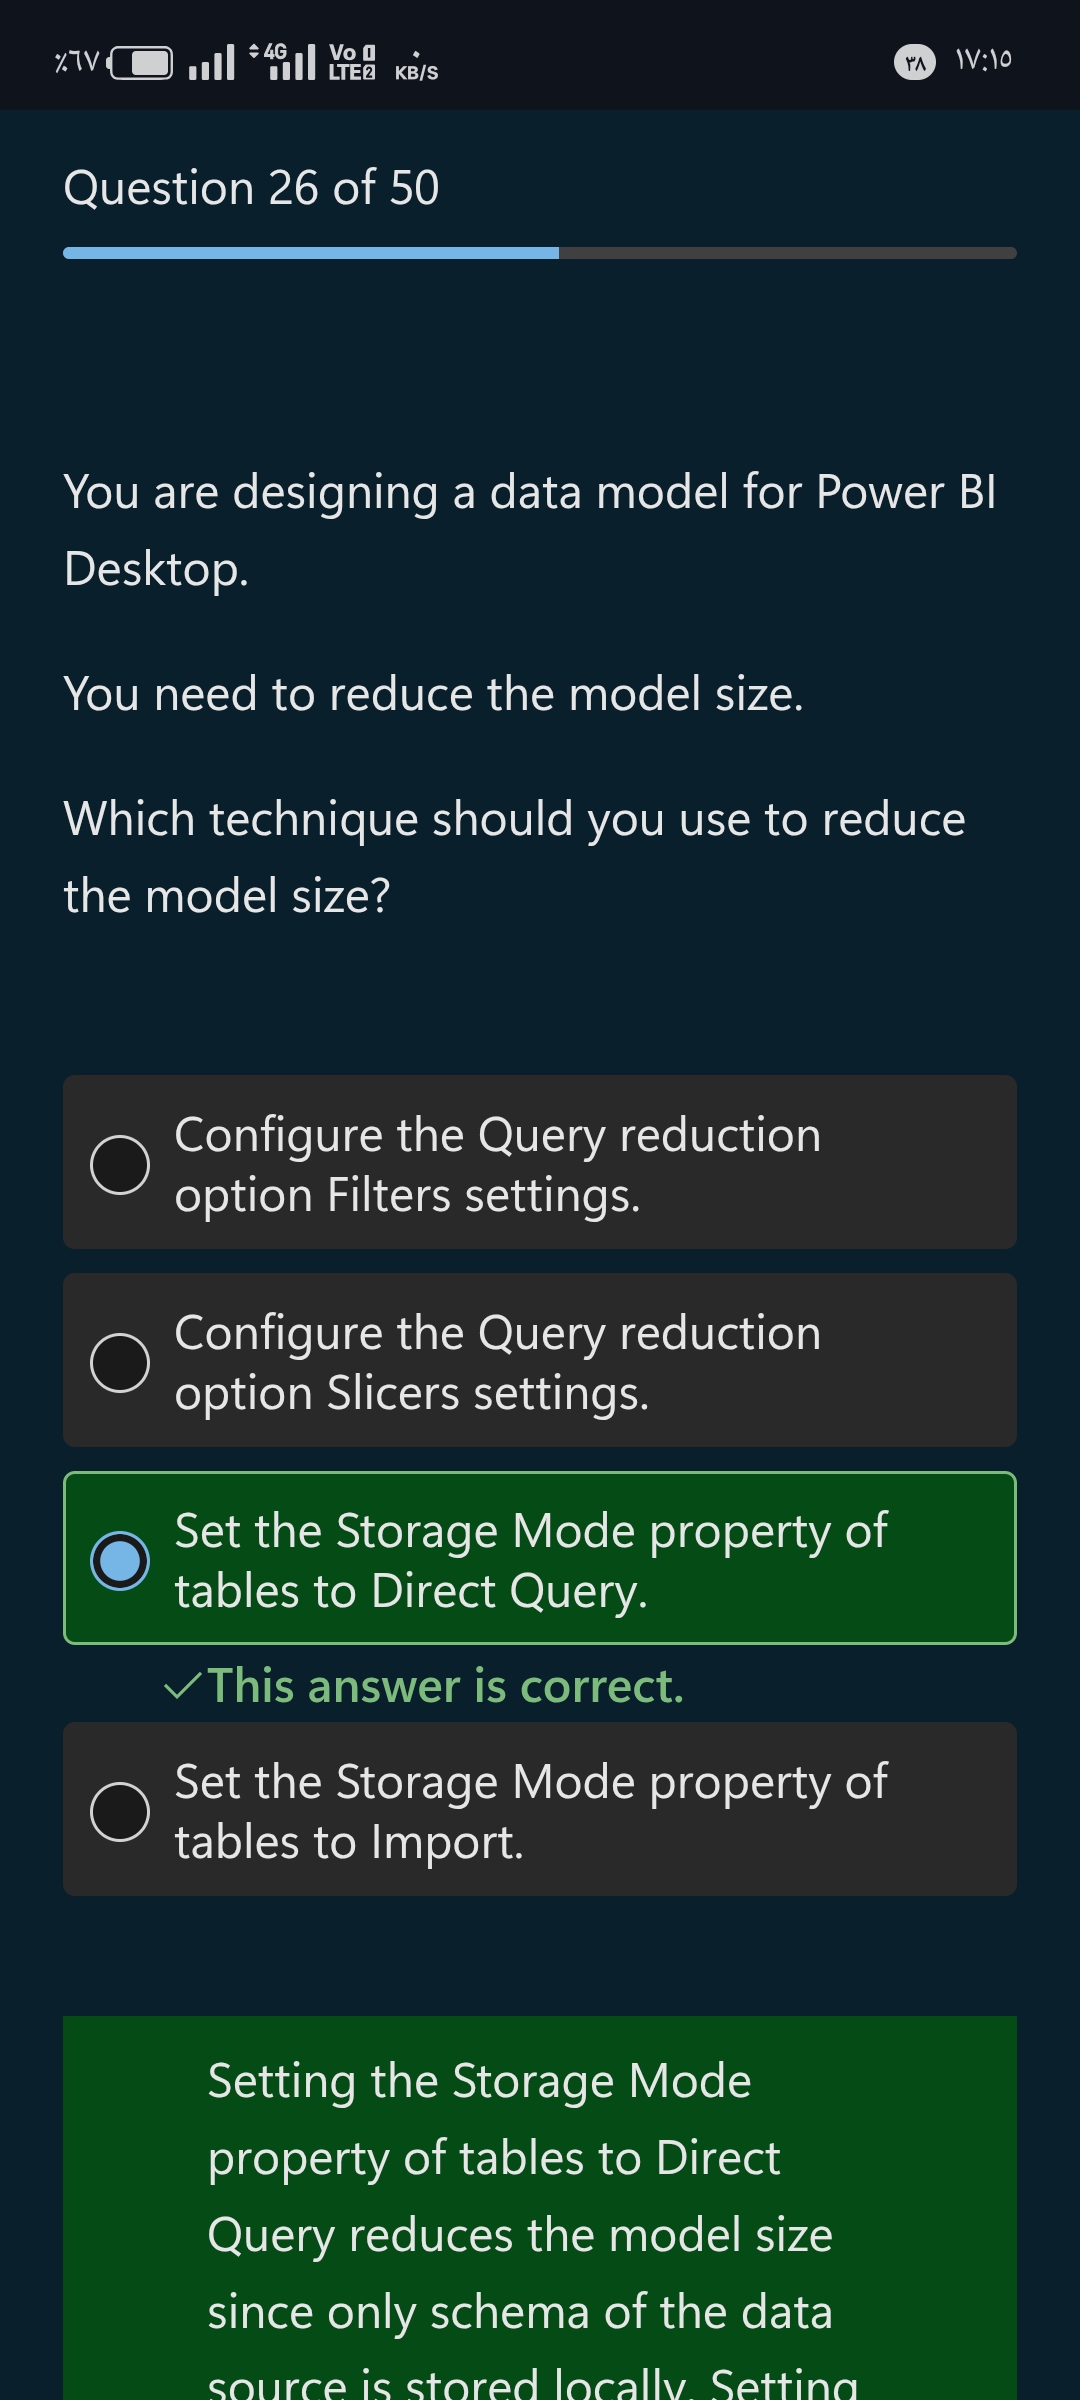 ٪٦٧ 4G Vo 1 LTE 2 ٠ KB/S ٣٨ ١٧:١٥
Question 26 of 50
You are designing a data model for Power BI
Desktop.
You need to reduce the model size.
Which technique should you use to reduce
the model size?
Configure the Query reduction
option Filters settings.
Configure the Query reduction
option Slicers settings.
Set the Storage Mode property of
tables to Direct Query.
✓This answer is correct.
Set the Storage Mode property of
tables to Import.
Setting the Storage Mode
property of tables to Direct
Query reduces the model size
since only schema of the data
source is stored locally. Setting